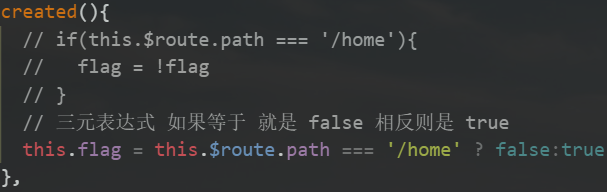 created(){
// if(this.$route.path === '/home'){
//   flag = !flag
// }
// 三元表达式 如果等于 就是 false 相反则是 true
this.flag = this.$route.path === '/home' ? false:true
},